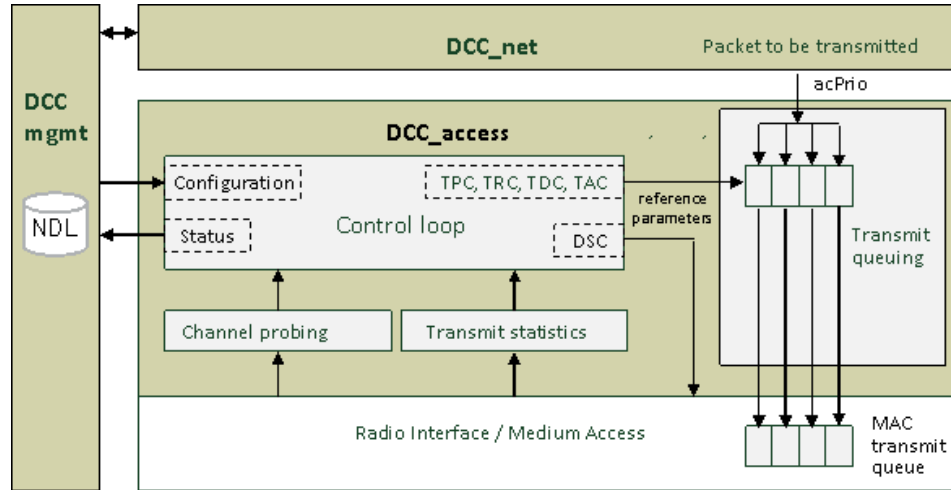 DCC_net
Packet to be transmitted
DCC
mgmt
acPrio
DCC_access
Configuration
TPC, TRC, TDC, TAC
reference
parameters
NDL
Status
Control loop
DSC
Transmit
queuing
Channel probing
Transmit statistics
Radio Interface / Medium Access
MAC
transmit
queue